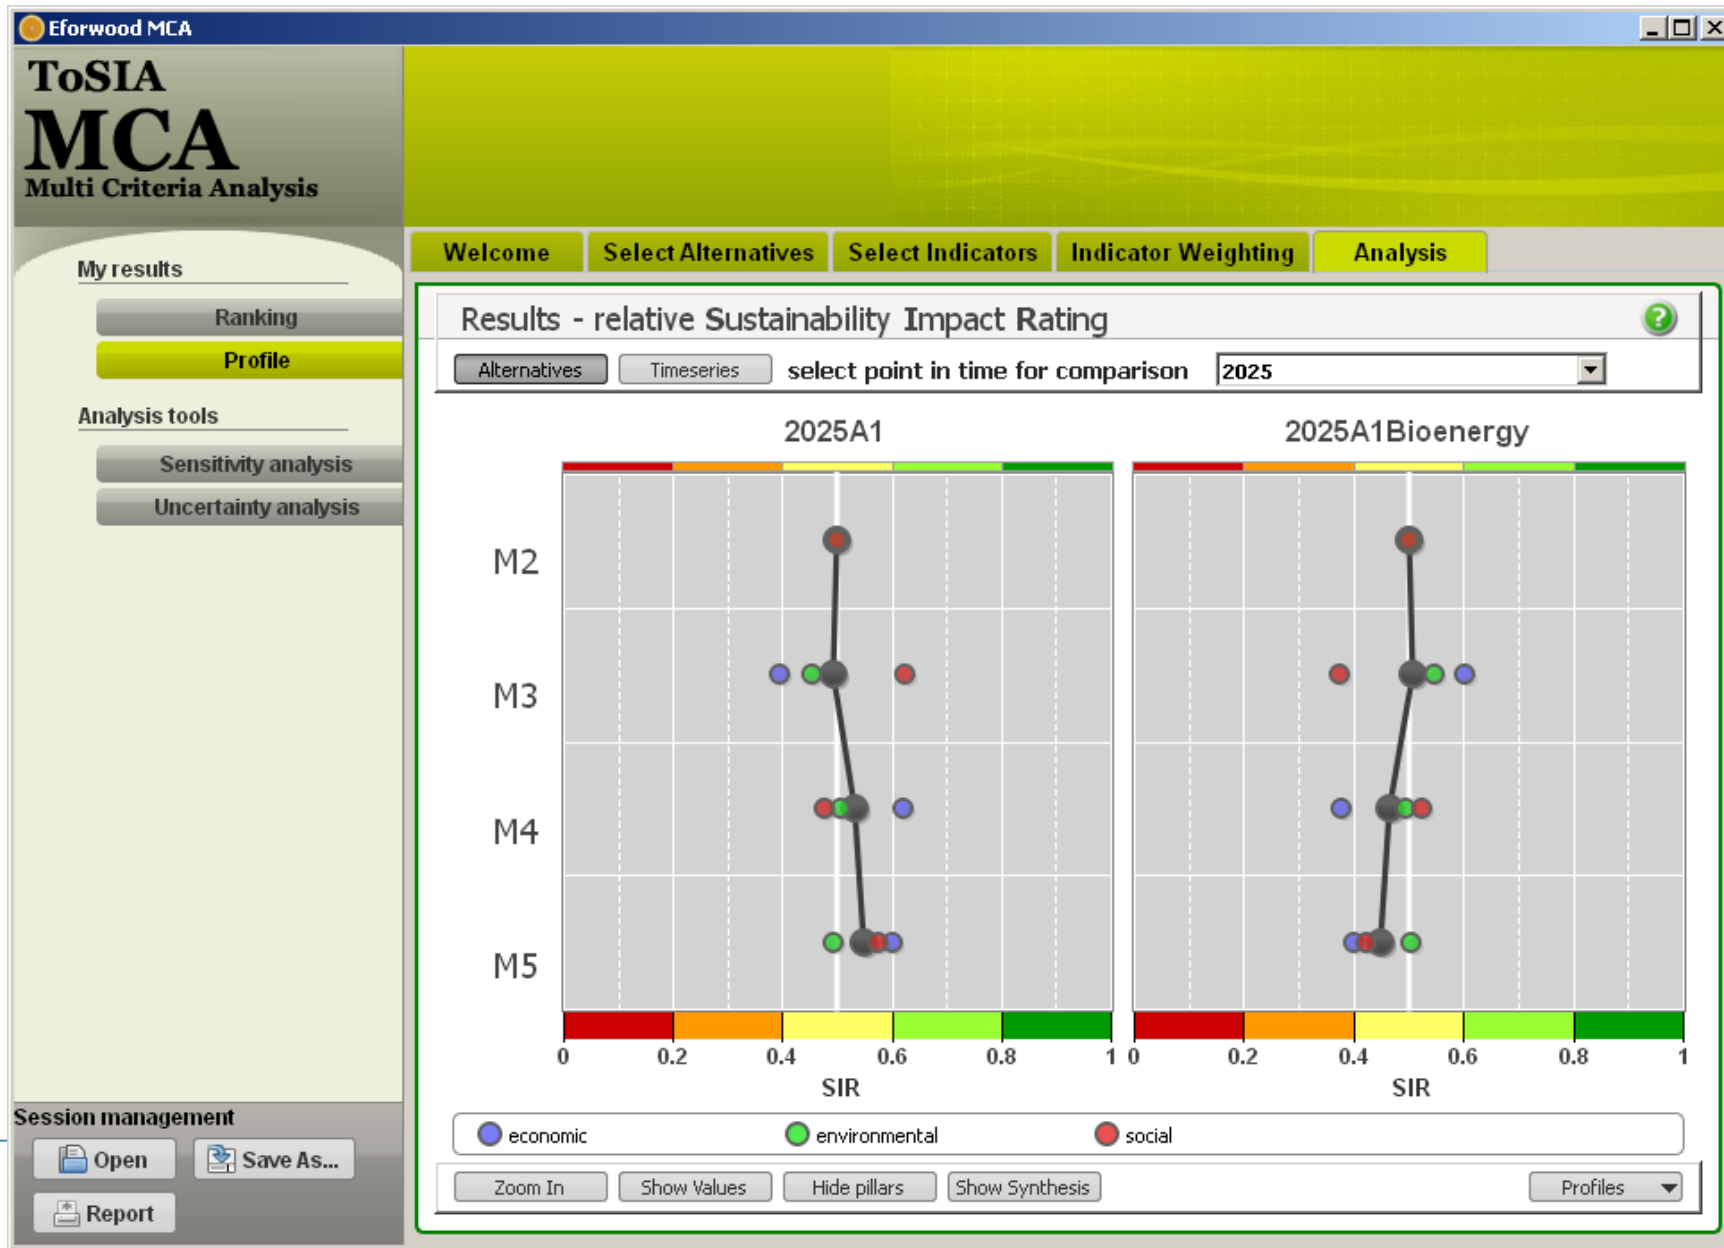 Eforwood MCA
ToSIA
MCA
Multi Criteria Analysis
My results
Ranking
Profile
Analysis tools
Sensitivity analysis
Uncertainty analysis
Session management
Open
Save As...
Report
Welcome
Select Alternatives
Select Indicators
Indicator Weighting
Analysis
Results - relative Sustainability Impact Rating
?
Alternatives
Timeseries
select point in time for comparison
2025
2025A1
2025A1Bioenergy
M2
M3
M4
M5
0 0.2 0.4 0.6 0.8 1
SIR
0 0.2 0.4 0.6 0.8 1
SIR
economic
environmental
social
Zoom In
Show Values
Hide pillars
Show Synthesis
Profiles